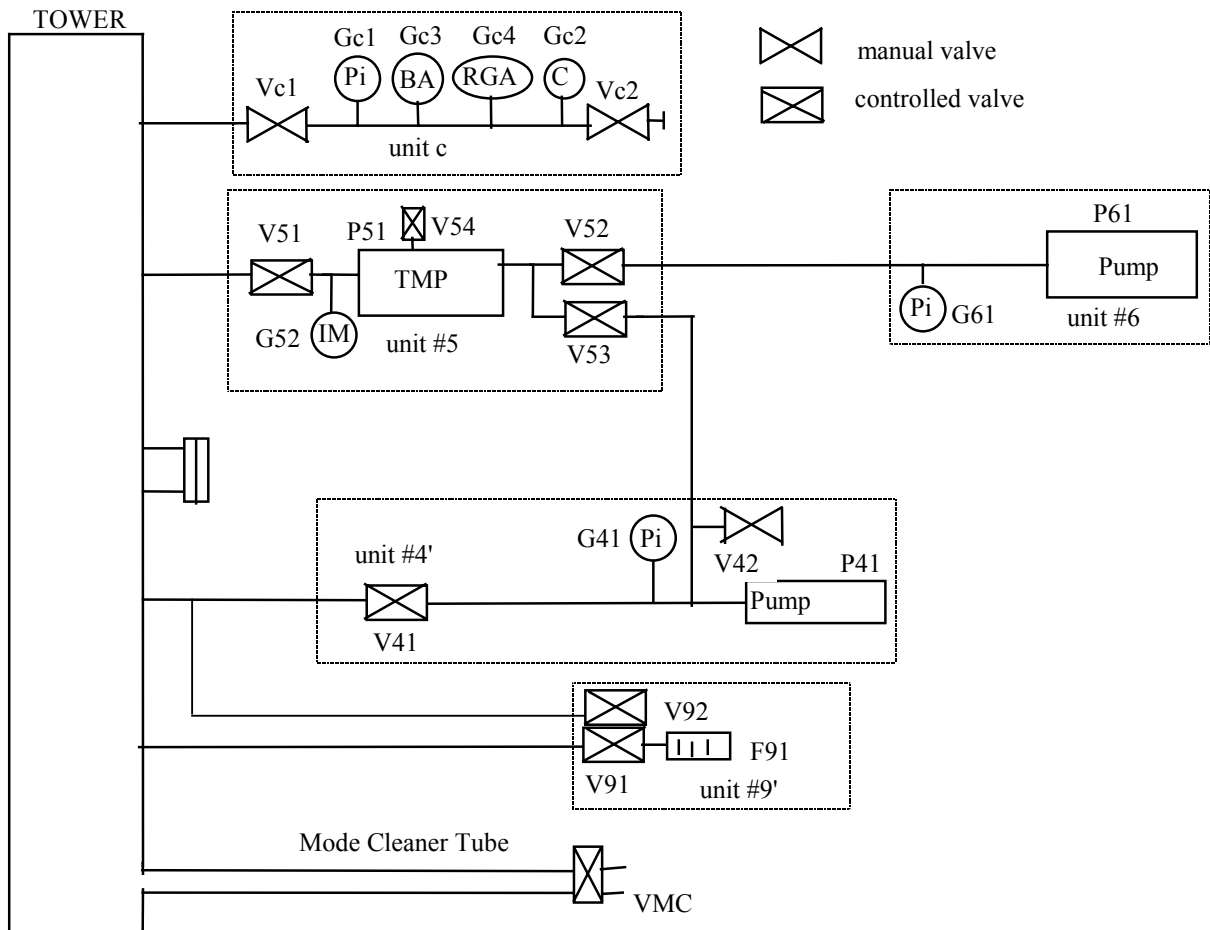 TOWER
Gc1
Gc3
Gc4
Gc2
Pi
BA
RGA
C
Vc1
Vc2
unit c
manual valve
controlled valve
V51
P51
V54
V52
TMP
G52
IM
unit #5
V53
P61
Pump
Pi
G61
unit #6
unit #4'
G41
Pi
V42
P41
Pump
V41
V92
F91
V91
unit #9'
Mode Cleaner Tube
VMC